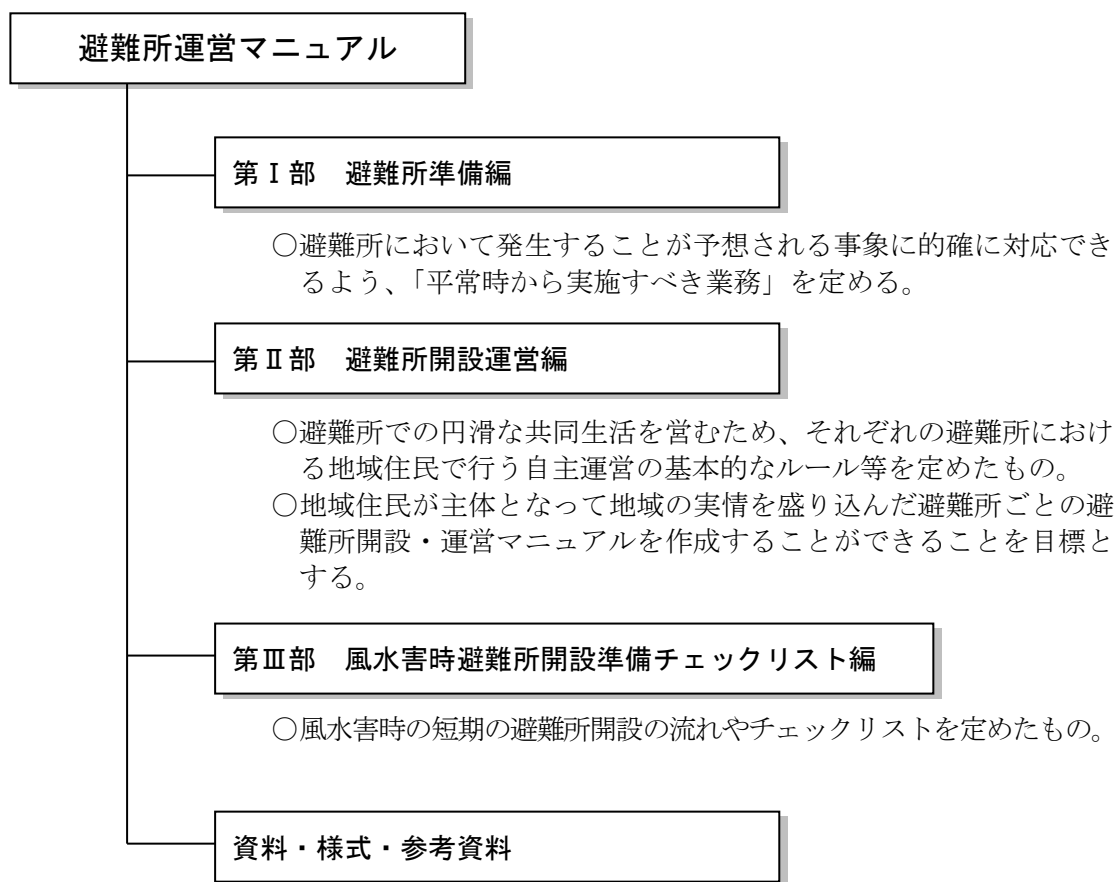 避難所運営マニュアル
第Ⅰ部　避難所準備編
○避難所において発生することが予想される事象に的確に対応でき
るよう、「平常時から実施すべき業務」を定める。
第Ⅱ部　避難所開設運営編
○避難所での円滑な共同生活を営むため、それぞれの避難所におけ
る地域住民で行う自主運営の基本的なルール等を定めたもの。
○地域住民が主体となって地域の実情を盛り込んだ避難所ごとの避
難所開設・運営マニュアルを作成することができることを目標と
する。
第Ⅲ部　風水害時避難所開設準備チェックリスト編
○風水害時の短期の避難所開設の流れやチェックリストを定めたもの。
資料・様式・参考資料